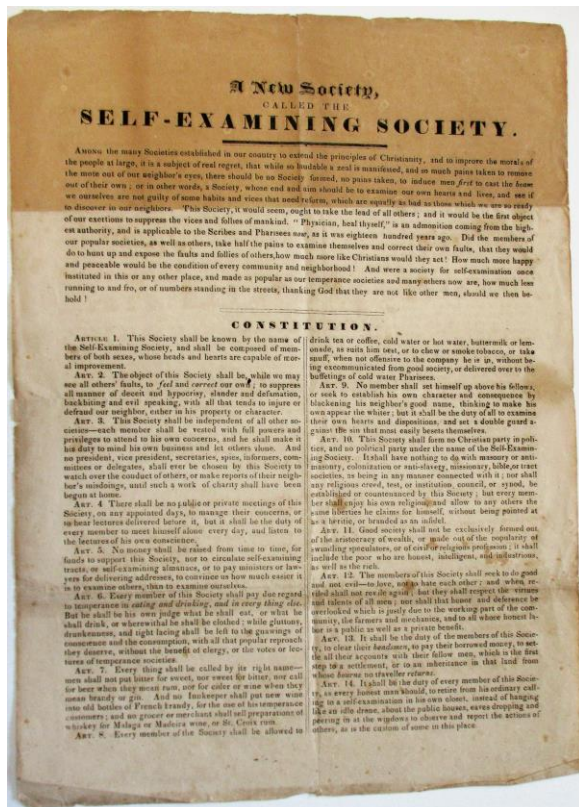 A New Society,
CALLED THE
SELF-EXAMINING SOCIETY.
AMONG the many Societies established in our country to extend the principles of Christianity, and to improve the morals of
the people at large, it is a subject of real regret, that while so laudable a zeal is manifested, and so much pains taken to remove
the mote out of our neighbor's eyes, there should be no Society formed, no pains taken, to induce men first to cast the beam
out of their own; or in other words, a Society, whose end and aim should be to examine our own hearts and lives, and see if
we ourselves are not guilty of some habits and vices that need reform, which are equally as bad as those which we are so ready
to discover in our neighbors. This Society, it would seem, ought to take the lead of all others; and it would be the first object
of our exertions to suppress the vices and follies of mankind. "Physician, heal thyself," is an admonition coming from the high-
est authority, and is applicable to the Scribes and Pharisees now, as it was eighteen hundred years ago. Did the members of
our popular societies, as well as others, take half the pains to examine themselves and correct their own faults, that they would
do to hunt up and expose the faults and follies of others, how much more like Christians would they act! How much more happy
and peaceable would be the condition of every community and neighborhood! And were a society for self-examination once
instituted in this or any other place, and made as popular as our temperance societies and many others now are, how much less
running to and fro, or of numbers standing in the streets, thanking God that they are not like other men, should we then be-
hold!
CONSTITUTION.
ARTICLE 1. This Society shall be known by the name of
the Self-Examining Society, and shall be composed of mem-
bers of both sexes, whose heads and hearts are capable of mor-
al improvement.
ART. 2. The object of this Society shall be, while we may
see all others' faults, to feel and correct our own; to suppress
all manner of deceit and hypocrisy, slander and defamation,
backbiting and evil speaking, with all that tends to injure or
defraud our neighbor, either in his property or character.
ART. 3. This Society shall be independent of all other so-
cieties—each member shall be vested with full powers and
privileges to attend to his own concerns, and he shall make it
his duty to mind his own business and let others alone. And
no president, vice president, secretaries, spies, informers, com-
mittees or delegates, shall ever be chosen by this Society to
watch over the conduct of others, or make reports of their neigh-
bor's misdoings, until such a work of charity shall have been
begun at home.
ART. 4 There shall be no public or private meetings of this
Society, on any appointed days, to manage their concerns, or
to hear lectures delivered before it, but it shall be the duty of
every member to meet himself alone every day, and listen to
the lectures of his own conscience.
ART. 5. No money shall be raised from time to time, for
funds to support this Society, nor to circulate self-examining
tracts, or self-examining almanacs, or to pay ministers or law-
yers for delivering addresses, to convince us how much easier it
is to examine others, than to examine ourselves.
ART. 6. Every member of this Society shall pay due regard
to temperance in eating and drinking, and in every thing else.
But he shall be his own judge what he shall eat, or what he
shall drink, or wherewithal he shall be clothed; while gluttony,
drunkenness, and tight lacing shall be left to the gnawings of
conscience and the consumption, with all that popular reproach
they deserve, without the benefit of clergy, or the votes or lec-
tures of temperance societies.
ART. 7. Every thing shall be called by its right name—
men shall not put bitter for sweet, nor sweet for bitter, nor call
for beer when they mean rum, nor for cider or wine when they
mean brandy or gin. And no Innkeeper shall put new wine
into old bottles of French brandy, for the use of his temperance
customers; and no grocer or merchant shall sell preparations of
whiskey for Malaga or Madeira wine, or St. Croix rum.
ART. 8. Every member of the Society shall be allowed to
drink tea or coffee, cold water or hot water, buttermilk or lem-
onade, as suits him best, or to chew or smoke tobacco, or take
snuff, when not offensive to the company he is in, without be-
ing excommunicated from good society, or delivered over to the
buffetings of cold water Pharisees.
ART. 9. No member shall set himself up above his fellows,
or seek to establish his own character and consequence by
blackening his neighbor's good name, thinking to make his
own appear the whiter; but it shall be the duty of all to examine
their own hearts and dispositions, and set a double guard a-
gainst the sin that most easily besets themselves.
ART. 10. This Society shall form no Christian party in poli-
tics, and no political party under the name of the Self-Examin-
ing Society. It shall have nothing to do with masonry or anti-
masonry, colonization or anti-slavery, missionary, bible, or tract
societies, as being in any manner connected with it; nor shall
any religious creed, test, or institution, council, or synod, be
established or countenanced by this Society; but every mem-
ber shall enjoy his own religion, and allow to any others the
same liberties he claims for himself, without being pointed at
as a heretic, or branded as an infidel.
ART. 11. Good society shall not be exclusively formed out
of the aristocracy of wealth, or made out of the popularity of
swindling speculators, or of civil or religious profession; it shall
include the poor who are honest, intelligent, and industrious,
as well as the rich.
ART. 12. The members of this Society shall seek to do good
and not evil—to love, not to hate each other; and when re-
viled shall not revile again; but they shall respect the virtues
and talents of all men; nor shall that honor and deference be
overlooked which is justly due to the working part of the com-
munity, the farmers and mechanics, and to all whose honest la-
bor is a public as well as a private benefit.
ART. 13. It shall be the duty of the members of this Socie-
ty, to clear their headsmen, to pay their borrowed money, to set-
tle all their accounts with their fellow men, which is the first
step to a settlement, or to an inheritance in that land from
whose bourne no traveller returns.
ART. 14. It shall be the duty of every member of this Socie-
ty, as every honest man should, to retire from his ordinary call-
ing to a self-examination in his own closet, instead of hanging
like an idle drone, about the public houses, eaves dropping and
peering in at the windows to observe and report the actions of
others, as is the custom of some in this place.